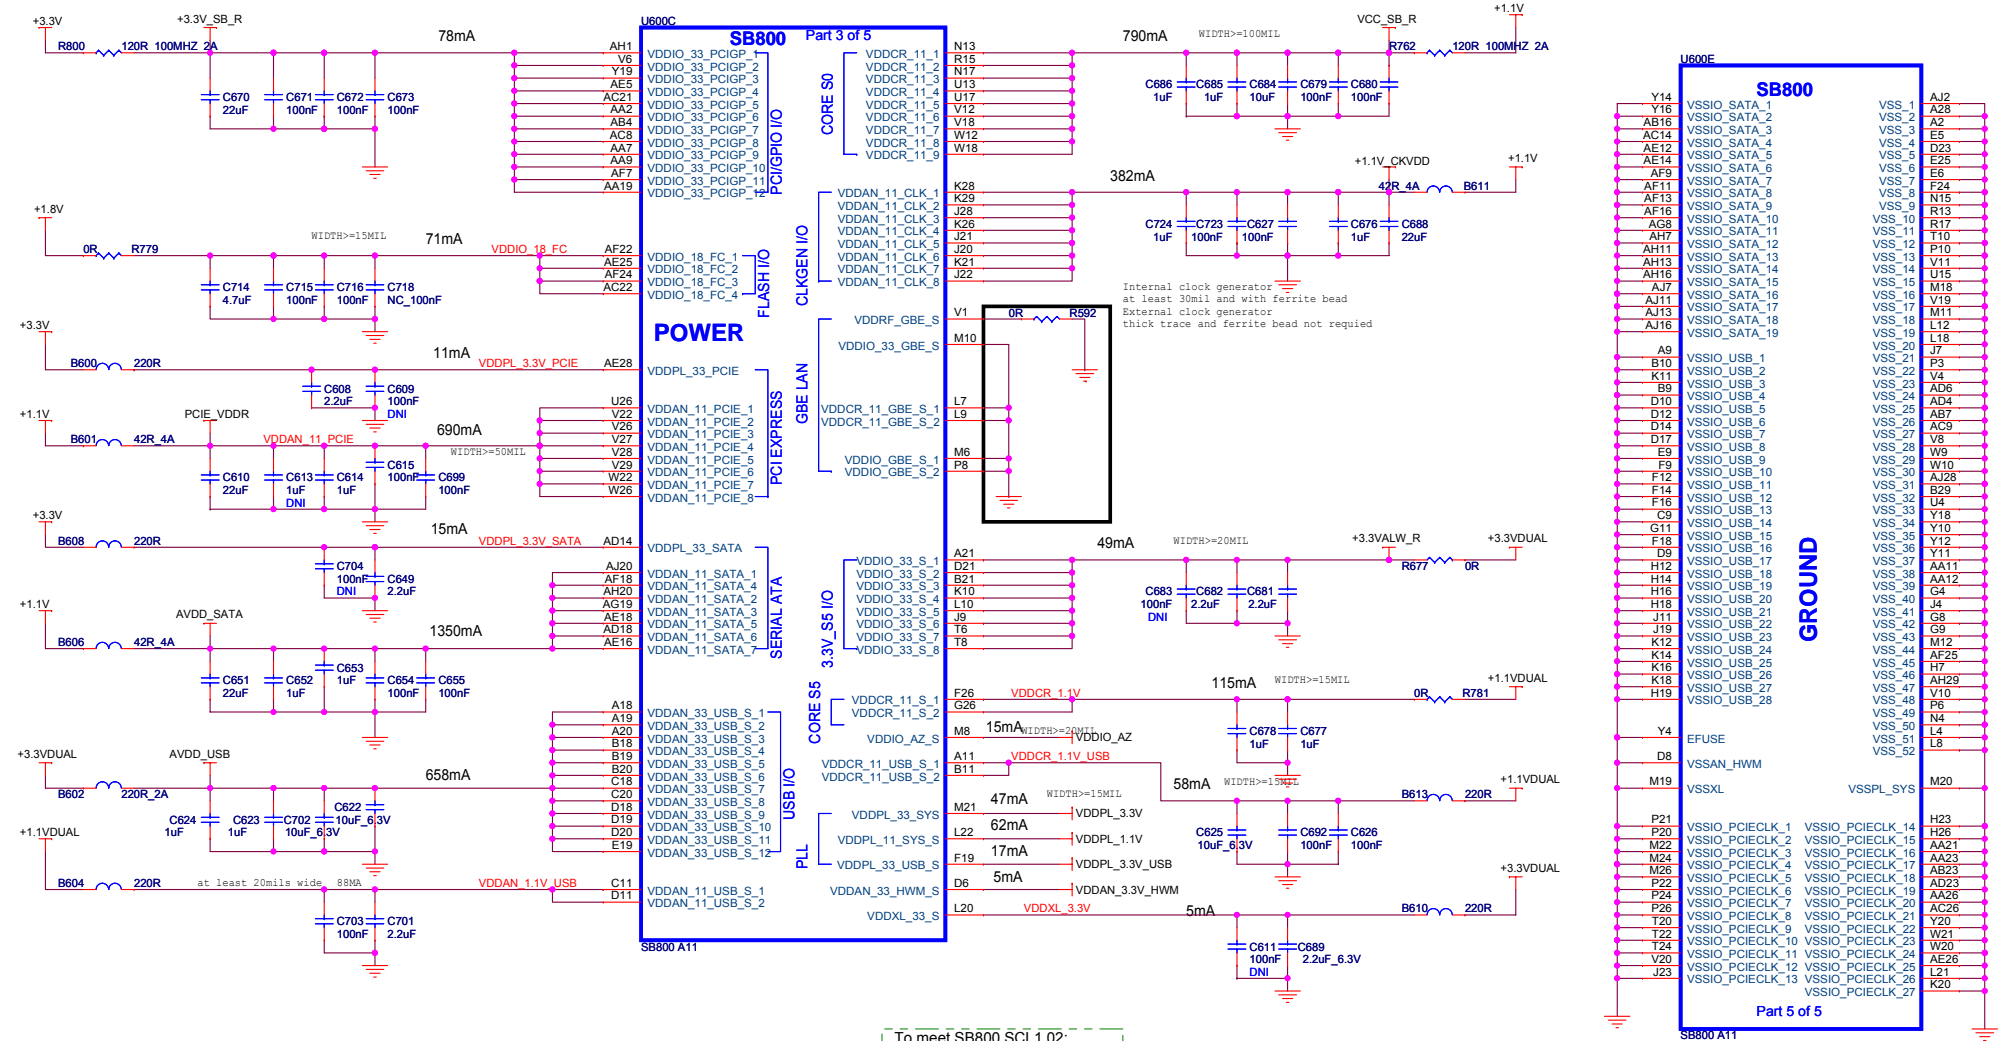 +3.3V
+3.3V_SB_R
R800
120R_100MHZ_2A
78mA
C670
22uF
C671
100nF
C672
100nF
C673
100nF
+1.8V
0R
R779
WIDTH>=15MIL
71mA
VDDIO_18_FC
C714
4.7uF
C715
100nF
C716
100nF
C718
NC_100nF
+3.3V
B600
220R
11mA
VDDPL_3.3V_PCIE
C608
2.2uF
C609
100nF
DNI
+1.1V
PCIE_VDDR
B601
42R_4A
VDDAN_11_PCIE
690mA
WIDTH>=50MIL
C610
22uF
C613
1uF
DNI
C614
1uF
C615
100nF
C699
100nF
+3.3V
B608
220R
15mA
VDDPL_3.3V_SATA
C704
100nF
DNI
C649
2.2uF
+1.1V
AVDD_SATA
B606
42R_4A
1350mA
C651
22uF
C652
1uF
C653
1uF
C654
100nF
C655
100nF
+3.3VDUAL
AVDD_USB
B602
220R_2A
658mA
C624
1uF
C623
1uF
C702
10uF_6.3V
C622
10uF_6.3V
+1.1VDUAL
B604
220R
at least 20mils wide  88MA
VDDAN_1.1V_USB
C703
100nF
C701
2.2uF
U600C
SB800
Part 3 of 5
POWER
AH1 VDDIO_33_PCIGP_1
V6 VDDIO_33_PCIGP_2
Y19 VDDIO_33_PCIGP_3
AE5 VDDIO_33_PCIGP_4
AC21 VDDIO_33_PCIGP_5
AA2 VDDIO_33_PCIGP_6
AB4 VDDIO_33_PCIGP_7
AC8 VDDIO_33_PCIGP_8
AA7 VDDIO_33_PCIGP_9
AA9 VDDIO_33_PCIGP_10
AF7 VDDIO_33_PCIGP_11
AA19 VDDIO_33_PCIGP_12
PCI/GPIO I/O
AF22 VDDIO_18_FC_1
AE25 VDDIO_18_FC_2
AF24 VDDIO_18_FC_3
AC22 VDDIO_18_FC_4
FLASH I/O
AE28 VDDPL_33_PCIE
U26 VDDAN_11_PCIE_1
V22 VDDAN_11_PCIE_2
V26 VDDAN_11_PCIE_3
V27 VDDAN_11_PCIE_4
V28 VDDAN_11_PCIE_5
V29 VDDAN_11_PCIE_6
W22 VDDAN_11_PCIE_7
W26 VDDAN_11_PCIE_8
PCI EXPRESS
AD14 VDDPL_33_SATA
AJ20 VDDAN_11_SATA_1
AF18 VDDAN_11_SATA_4
AH20 VDDAN_11_SATA_2
AG19 VDDAN_11_SATA_3
AE18 VDDAN_11_SATA_5
AD18 VDDAN_11_SATA_6
AE16 VDDAN_11_SATA_7
SERIAL ATA
A18 VDDAN_33_USB_S_1
A19 VDDAN_33_USB_S_2
A20 VDDAN_33_USB_S_3
B18 VDDAN_33_USB_S_4
B19 VDDAN_33_USB_S_5
B20 VDDAN_33_USB_S_6
C18 VDDAN_33_USB_S_7
C20 VDDAN_33_USB_S_8
D18 VDDAN_33_USB_S_9
D19 VDDAN_33_USB_S_10
D20 VDDAN_33_USB_S_11
E19 VDDAN_33_USB_S_12
USB I/O
C11 VDDAN_11_USB_S_1
D11 VDDAN_11_USB_S_2
SB800 A11
CORE S0
VDDCR_11_1 N13
VDDCR_11_2 R15
VDDCR_11_3 N17
VDDCR_11_4 U13
VDDCR_11_5 U17
VDDCR_11_6 V12
VDDCR_11_7 V18
VDDCR_11_8 W12
VDDCR_11_9 W18
CLKGEN I/O
VDDAN_11_CLK_1 K28
VDDAN_11_CLK_2 K29
VDDAN_11_CLK_3 J28
VDDAN_11_CLK_4 K26
VDDAN_11_CLK_5 J21
VDDAN_11_CLK_6 J20
VDDAN_11_CLK_7 K21
VDDAN_11_CLK_8 J22
GBE LAN
VDDRF_GBE_S V1
VDDIO_33_GBE_S M10
VDDCR_11_GBE_S_1 L7
VDDCR_11_GBE_S_2 L9
VDDIO_GBE_S_1 M6
VDDIO_GBE_S_2 P8
3.3V_S5 I/O
VDDIO_33_S_1 A21
VDDIO_33_S_2 D21
VDDIO_33_S_3 B21
VDDIO_33_S_4 K10
VDDIO_33_S_5 L10
VDDIO_33_S_6 J9
VDDIO_33_S_7 T6
VDDIO_33_S_8 T8
CORE S5
VDDCR_11_S_1 F26
VDDCR_11_S_2 G26
VDDIO_AZ_S M8
VDDCR_11_USB_S_1 A11
VDDCR_11_USB_S_2 B11
PLL
VDDPL_33_SYS M21
VDDPL_11_SYS_S L22
VDDPL_33_USB_S F19
VDDAN_33_HWM_S D6
VDDXL_33_S L20
790mA
WIDTH>=100MIL
VCC_SB_R
+1.1V
R762
120R_100MHZ_2A
C686
1uF
C685
1uF
C684
10uF
C679
100nF
C680
100nF
382mA
+1.1V_CKVDD
+1.1V
42R_4A
B611
C724
1uF
C723
100nF
C627
100nF
C676
1uF
C688
22uF
Internal clock generator
at least 30mil and with ferrite bead
External clock generator
thick trace and ferrite bead not requied
0R
R592
49mA
WIDTH>=20MIL
+3.3VALW_R
+3.3VDUAL
R677
0R
C683
100nF
DNI
C682
2.2uF
C681
2.2uF
VDDCR_1.1V
115mA
WIDTH>=15MIL
+1.1VDUAL
0R
R781
C678
1uF
C677
1uF
15mA
WIDTH>=20MIL
VDDIO_AZ
VDDCR_1.1V_USB
58mA
WIDTH>=15MIL
+1.1VDUAL
B613
220R
C625
10uF_6.3V
C692
100nF
C626
100nF
47mA
WIDTH>=15MIL
VDDPL_3.3V
62mA
VDDPL_1.1V
17mA
VDDPL_3.3V_USB
5mA
VDDAN_3.3V_HWM
VDDXL_3.3V
5mA
+3.3VDUAL
B610
220R
C611
100nF
DNI
C689
2.2uF_6.3V
To meet SB800 SCL1.02:
U600E
SB800
GROUND
Y14 VSSIO_SATA_1
Y16 VSSIO_SATA_2
AB16 VSSIO_SATA_3
AC14 VSSIO_SATA_4
AE12 VSSIO_SATA_5
AE14 VSSIO_SATA_6
AF9 VSSIO_SATA_7
AF11 VSSIO_SATA_8
AF13 VSSIO_SATA_9
AF16 VSSIO_SATA_10
AG8 VSSIO_SATA_11
AH7 VSSIO_SATA_12
AH11 VSSIO_SATA_13
AH13 VSSIO_SATA_14
AH16 VSSIO_SATA_15
AJ7 VSSIO_SATA_16
AJ11 VSSIO_SATA_17
AJ13 VSSIO_SATA_18
AJ16 VSSIO_SATA_19
A9 VSSIO_USB_1
B10 VSSIO_USB_2
K11 VSSIO_USB_3
B9 VSSIO_USB_4
D10 VSSIO_USB_5
D12 VSSIO_USB_6
D14 VSSIO_USB_7
D17 VSSIO_USB_8
E9 VSSIO_USB_9
F9 VSSIO_USB_10
F12 VSSIO_USB_11
F14 VSSIO_USB_12
F16 VSSIO_USB_13
C9 VSSIO_USB_14
G11 VSSIO_USB_15
F18 VSSIO_USB_16
D9 VSSIO_USB_17
H12 VSSIO_USB_18
H14 VSSIO_USB_19
H16 VSSIO_USB_20
H18 VSSIO_USB_21
J11 VSSIO_USB_22
J19 VSSIO_USB_23
K12 VSSIO_USB_24
K14 VSSIO_USB_25
K16 VSSIO_USB_26
K18 VSSIO_USB_27
H19 VSSIO_USB_28
Y4 EFUSE
D8 VSSAN_HWM
M19 VSSXL
P21 VSSIO_PCIECLK_1
P20 VSSIO_PCIECLK_2
M22 VSSIO_PCIECLK_3
M24 VSSIO_PCIECLK_4
M26 VSSIO_PCIECLK_5
P22 VSSIO_PCIECLK_6
P24 VSSIO_PCIECLK_7
P26 VSSIO_PCIECLK_8
T20 VSSIO_PCIECLK_9
T22 VSSIO_PCIECLK_10
T24 VSSIO_PCIECLK_11
V20 VSSIO_PCIECLK_12
J23 VSSIO_PCIECLK_13
VSS_1 AJ2
VSS_2 A28
VSS_3 A2
VSS_4 E5
VSS_5 D23
VSS_6 E25
VSS_7 E6
VSS_8 F24
VSS_9 N15
VSS_10 R13
VSS_11 R17
VSS_12 T10
VSS_13 P10
VSS_14 V11
VSS_15 U15
VSS_16 M18
VSS_17 V19
VSS_18 M11
VSS_19 L12
VSS_20 L18
VSS_21 J7
VSS_22 P3
VSS_23 V4
VSS_24 AD6
VSS_25 AD4
VSS_26 AB7
VSS_27 AC9
VSS_28 V8
VSS_29 W9
VSS_30 W10
VSS_31 AJ28
VSS_32 B29
VSS_33 U4
VSS_34 Y18
VSS_35 Y10
VSS_36 Y12
VSS_37 Y11
VSS_38 AA11
VSS_39 AA12
VSS_40 G4
VSS_41 J4
VSS_42 G8
VSS_43 G9
VSS_44 M12
VSS_45 AF25
VSS_46 H7
VSS_47 AH29
VSS_48 V10
VSS_49 P6
VSS_50 N4
VSS_51 L4
VSS_52 L8
VSSPL_SYS M20
VSSIO_PCIECLK_14 H23
VSSIO_PCIECLK_15 H26
VSSIO_PCIECLK_16 AA21
VSSIO_PCIECLK_17 AA23
VSSIO_PCIECLK_18 AB23
VSSIO_PCIECLK_19 AD23
VSSIO_PCIECLK_20 AA26
VSSIO_PCIECLK_21 AC26
VSSIO_PCIECLK_22 Y20
VSSIO_PCIECLK_23 W21
VSSIO_PCIECLK_24 W20
VSSIO_PCIECLK_25 AE26
VSSIO_PCIECLK_26 L21
VSSIO_PCIECLK_27 K20
Part 5 of 5
SB800 A11